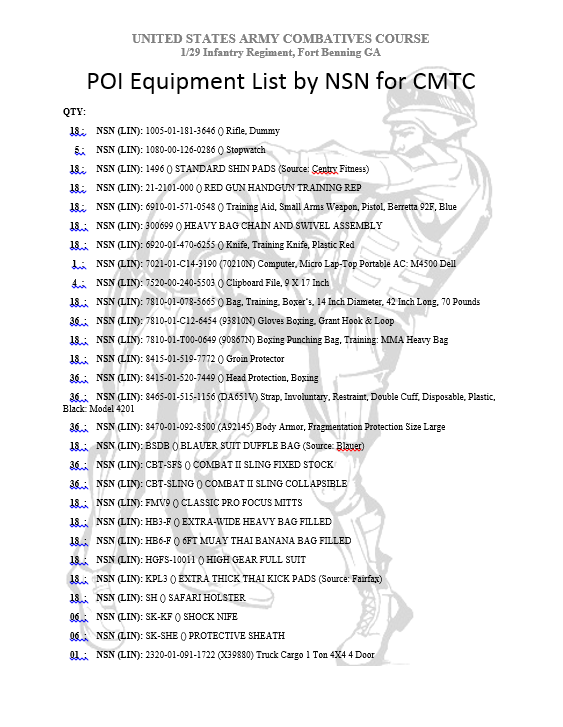 UNITED STATES ARMY COMBATIVES COURSE
1/29 Infantry Regiment, Fort Benning GA
POI Equipment List by NSN for CMTC
QTY:
18 : NSN (LIN): 1005-01-181-3646 () Rifle, Dummy
5 : NSN (LIN): 1080-00-126-0286 () Stopwatch
18 : NSN (LIN): 1496 () STANDARD SHIN PADS (Source: Centry Fitness)
18 : NSN (LIN): 21-2101-000 () RED GUN HANDGUN TRAINING REP
18 : NSN (LIN): 6910-01-571-0548 () Training Aid, Small Arms Weapon, Pistol, Berretta 92F, Blue
18 : NSN (LIN): 300699 () HEAVY BAG CHAIN AND SWIVEL ASSEMBLY
18 : NSN (LIN): 6920-01-470-6255 () Knife, Training Knife, Plastic Red
1 : NSN (LIN): 7021-01-C14-3190 (70210N) Computer, Micro Lap-Top Portable AC: M4500 Dell
4 : NSN (LIN): 7520-00-240-5503 () Clipboard File, 9 X 17 Inch
18 : NSN (LIN): 7810-01-078-5665 () Bag, Training, Boxer's, 14 Inch Diameter, 42 Inch Long, 70 Pounds
36 : NSN (LIN): 7810-01-C12-6454 (93810N) Gloves Boxing, Grant Hook & Loop
18 : NSN (LIN): 7810-01-T00-0649 (90867N) Boxing Punching Bag, Training: MMA Heavy Bag
18 : NSN (LIN): 8415-01-519-7772 () Groin Protector
36 : NSN (LIN): 8415-01-520-7449 () Head Protection, Boxing
36 : NSN (LIN): 8465-01-515-1156 (DA651V) Strap, Involuntary, Restraint, Double Cuff, Disposable, Plastic,
Black: Model 4201
36 : NSN (LIN): 8470-01-092-8500 (A92145) Body Armor, Fragmentation Protection Size Large
18 : NSN (LIN): BSDB () BLAUER SUIT DUFFLE BAG (Source: Blauer)
36 : NSN (LIN): CBT-SFS () COMBAT II SLING FIXED STOCK
36 : NSN (LIN): CBT-SLING () COMBAT II SLING COLLAPSIBLE
18 : NSN (LIN): FMV9 () CLASSIC PRO FOCUS MITTS
18 : NSN (LIN): HB3-F () EXTRA-WIDE HEAVY BAG FILLED
18 : NSN (LIN): HB6-F () 6FT MUAY THAI BANANA BAG FILLED
18 : NSN (LIN): HGFS-10011 () HIGH GEAR FULL SUIT
18 : NSN (LIN): KPL3 () EXTRA THICK THAI KICK PADS (Source: Fairfax)
18 : NSN (LIN): SH () SAFARI HOLSTER
06 : NSN (LIN): SK-KF () SHOCK NIFE
06 : NSN (LIN): SK-SHE () PROTECTIVE SHEATH
01 : NSN (LIN): 2320-01-091-1722 (X39880) Truck Cargo 1 Ton 4X4 4 Door